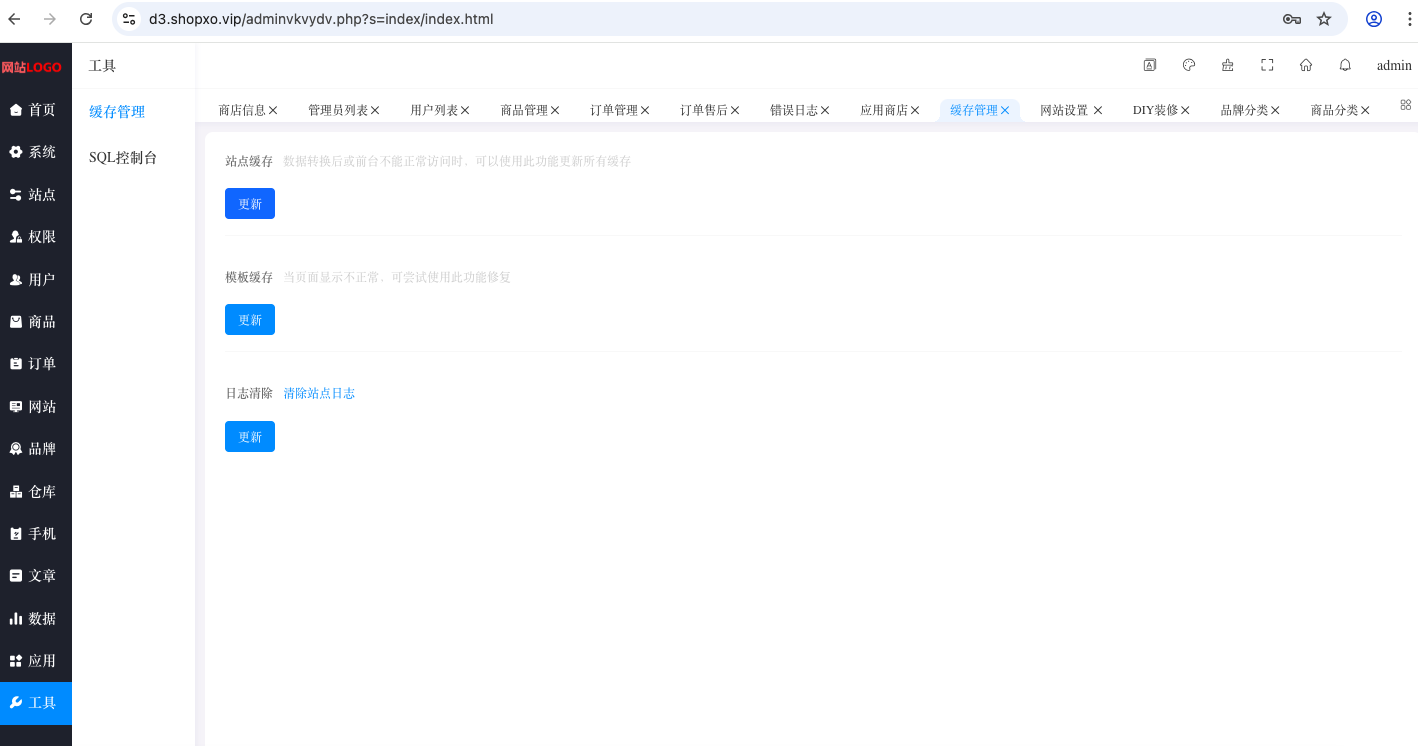 d3.shopxo.vip/adminvkvydv.php?s=index/index.html
网站LOGO
工具
admin
首页
系统
站点
权限
用户
商品
订单
网站
品牌
仓库
手机
文章
数据
应用
工具
缓存管理
SQL控制台
商店信息 管理员列表 用户列表 商品管理 订单管理 订单售后 错误日志 应用商店 缓存管理 网站设置 DIY装修 品牌分类 商品分类
站点缓存 数据转换后或前台不能正常访问时，可以使用此功能更新所有缓存
更新
模板缓存 当页面显示不正常，可尝试使用此功能修复
更新
日志清除 清除站点日志
更新